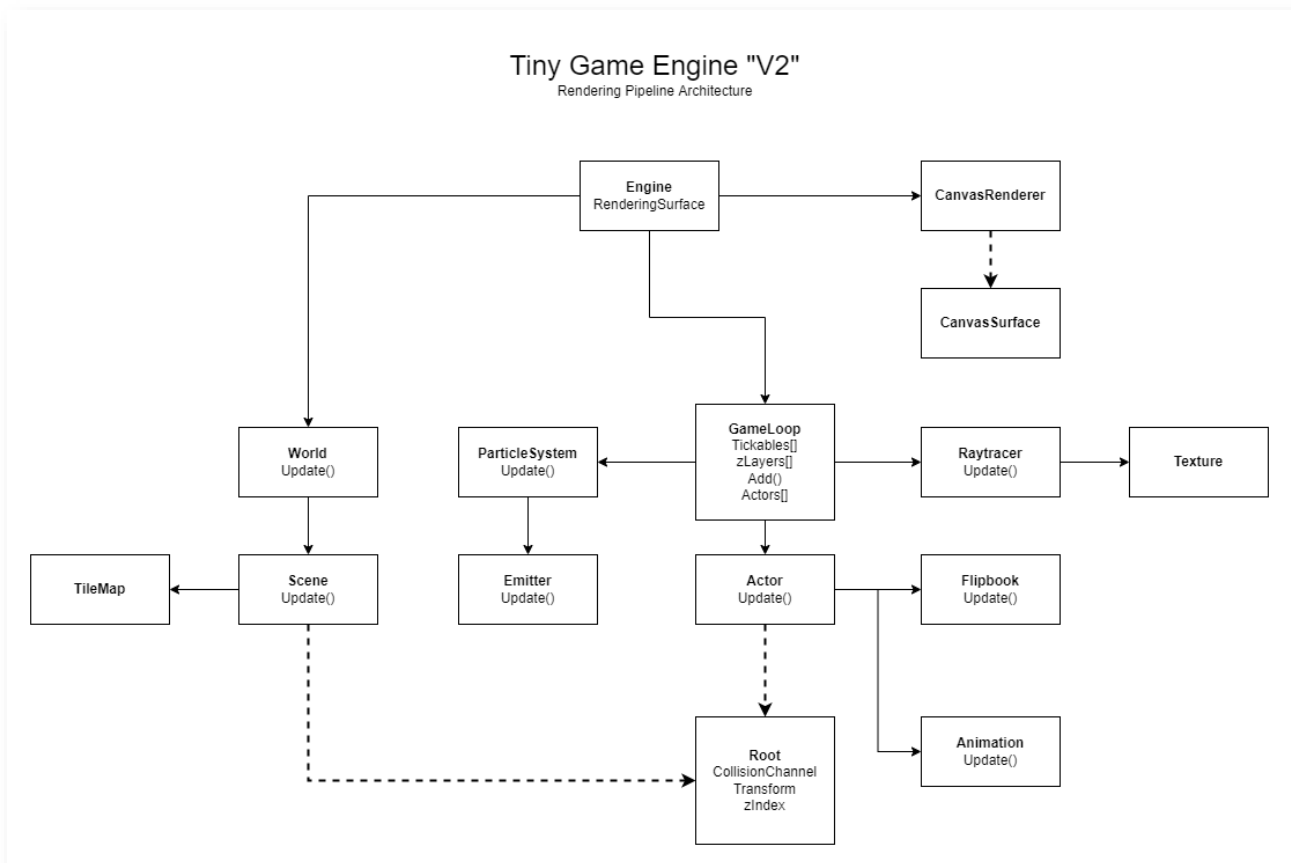 Tiny Game Engine "V2"
Rendering Pipeline Architecture
Engine
RenderingSurface
CanvasRenderer
CanvasSurface
World
Update()
ParticleSystem
Update()
GameLoop
Tickables[]
zLayers[]
Add()
Actors[]
Raytracer
Update()
Texture
TileMap
Scene
Update()
Emitter
Update()
Actor
Update()
Flipbook
Update()
Root
CollisionChannel
Transform
zIndex
Animation
Update()